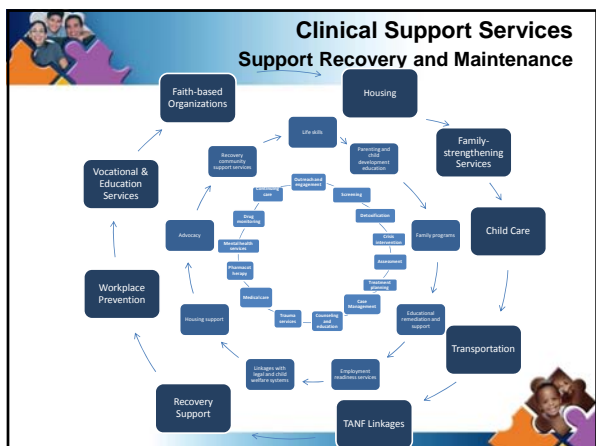 Clinical Support Services
Support Recovery and Maintenance
Housing
Family-
strengthening
Services
Child Care
Transportation
TANF Linkages
Recovery
Support
Workplace
Prevention
Vocational &
Education
Services
Faith-based
Organizations
Life skills
Parenting and
child
development
education
Family programs
Educational
remediation and
support
Employment
readiness services
Linkages with
legal and child
welfare systems
Housing support
Advocacy
Recovery
community
support services
Outreach and
engagement
Screening
Detoxification
Crisis
Intervention
Assessment
Treatment
planning
Case
Management
Counseling and
education
Trauma
services
Medical care
Pharmacot
herapy
Mental health
services
Drug
monitoring
Continuing
care